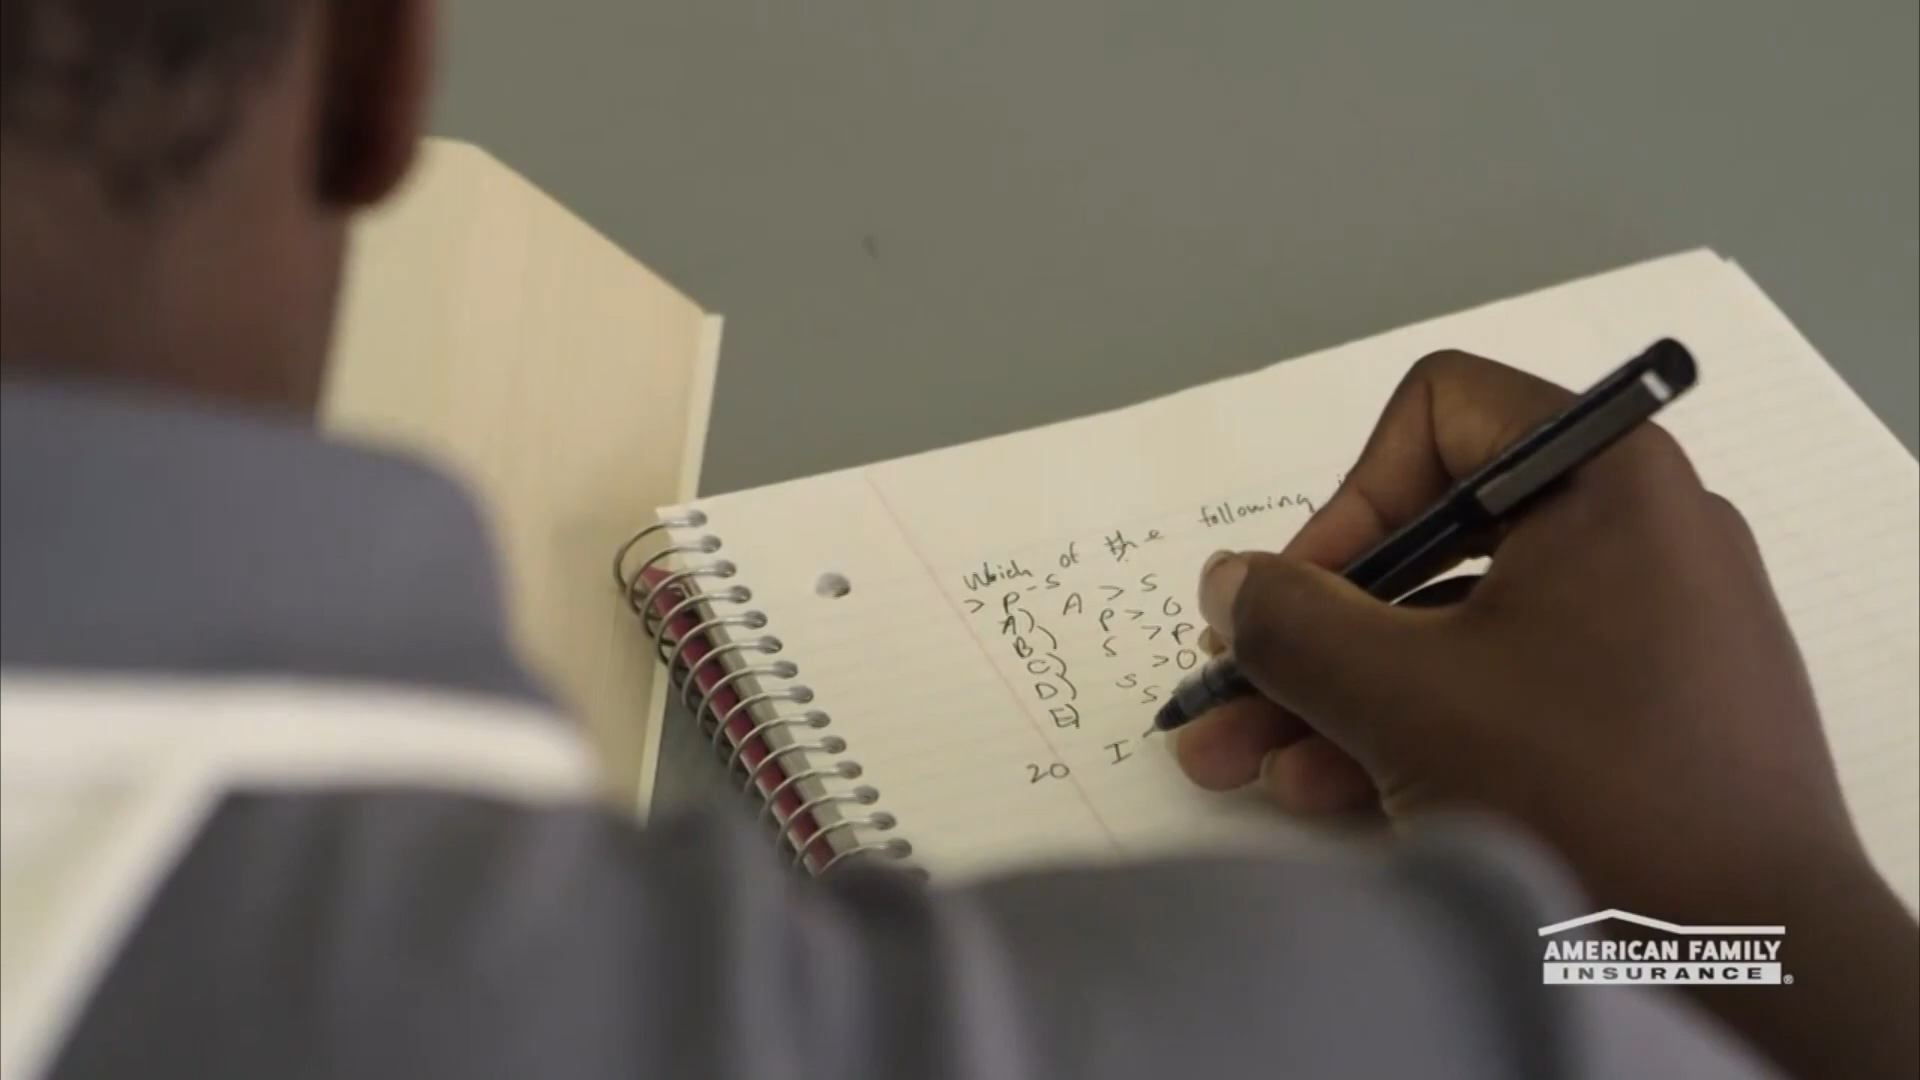 Which of the following
> P-S
A) A > S
B) P > O
C) S > P
D) S > O
E) S
20 I
AMERICAN FAMILY
INSURANCE